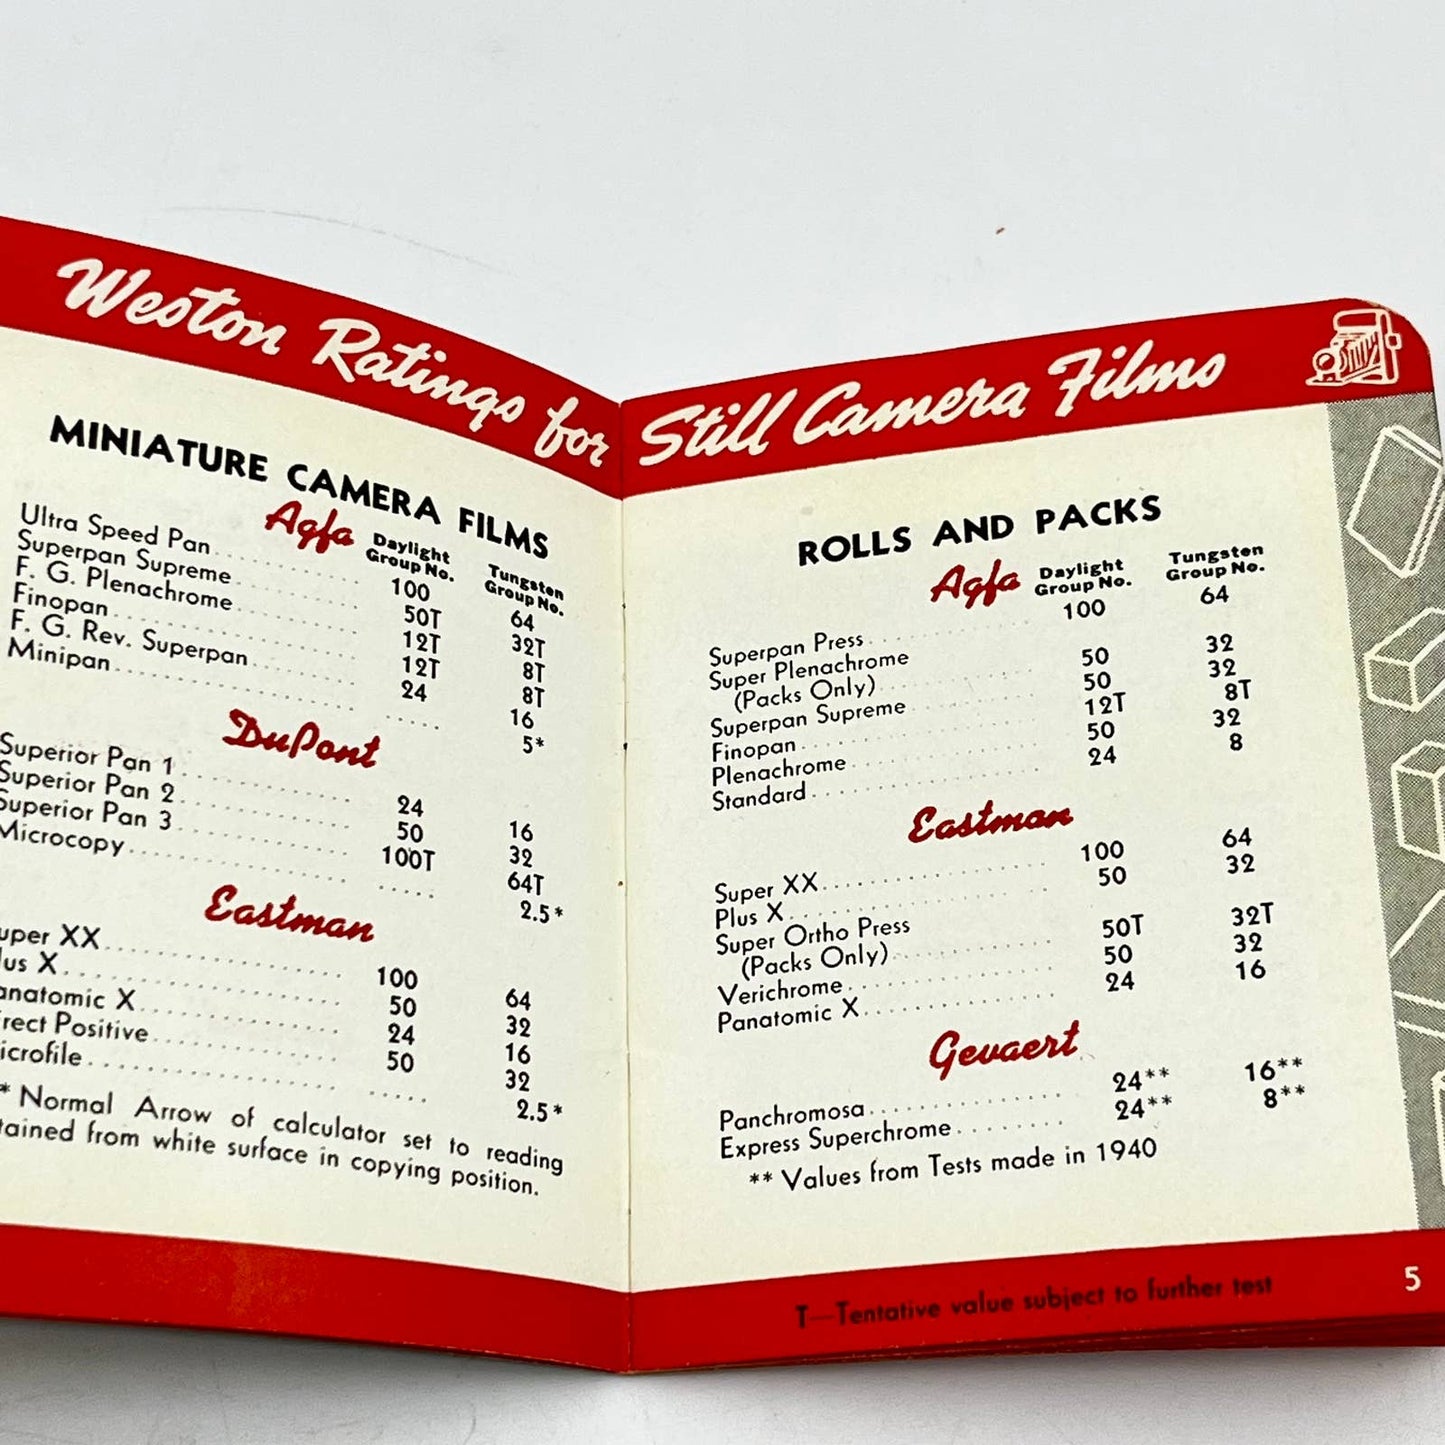 Weston Ratings for
MINIATURE CAMERA FILMS
Agfa Daylight Group No. Tungsten Group No.
Ultra Speed Pan 100 64
Superpan Supreme 50T 32T
F. G. Plenachrome 12T 8T
Finopan 12T 8T
F. G. Rev. Superpan 24 16
Minipan ..... 5*
DuPont
Superior Pan 1 24 16
Superior Pan 2 50 32
Superior Pan 3 100T 64T
Microcopy ..... 2.5*
Eastman
uper XX 100 64
lus X 50 32
anatomic X 24 16
rect Positive 50 32
icrofile ..... 2.5*
* Normal Arrow of calculator set to reading
tained from white surface in copying position.
Still Camera Films
ROLLS AND PACKS
Agfa Daylight Group No. Tungsten Group No.
Superpan Press 100 64
Super Plenachrome
(Packs Only) 50 32
Superpan Supreme 50 32
Finopan 12T 8T
Plenachrome 50 32
Standard 24 8
Eastman
Super XX 100 64
Plus X 50 32
Super Ortho Press
(Packs Only) 50T 32T
Verichrome 50 32
Panatomic X 24 16
Gevaert
Panchromosa 24** 16**
Express Superchrome 24** 8**
** Values from Tests made in 1940
T—Tentative value subject to further test
5